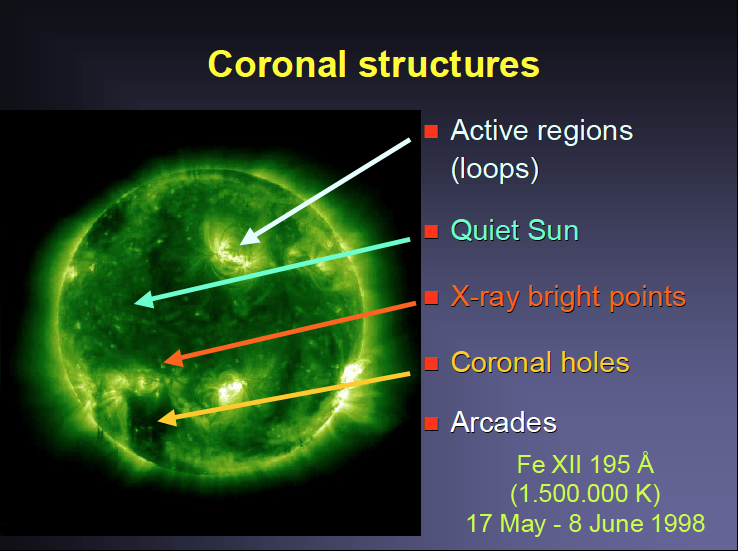 Coronal structures
Active regions
(loops)
Quiet Sun
X-ray bright points
Coronal holes
Arcades
Fe XII 195 Å
(1.500.000 K)
17 May - 8 June 1998